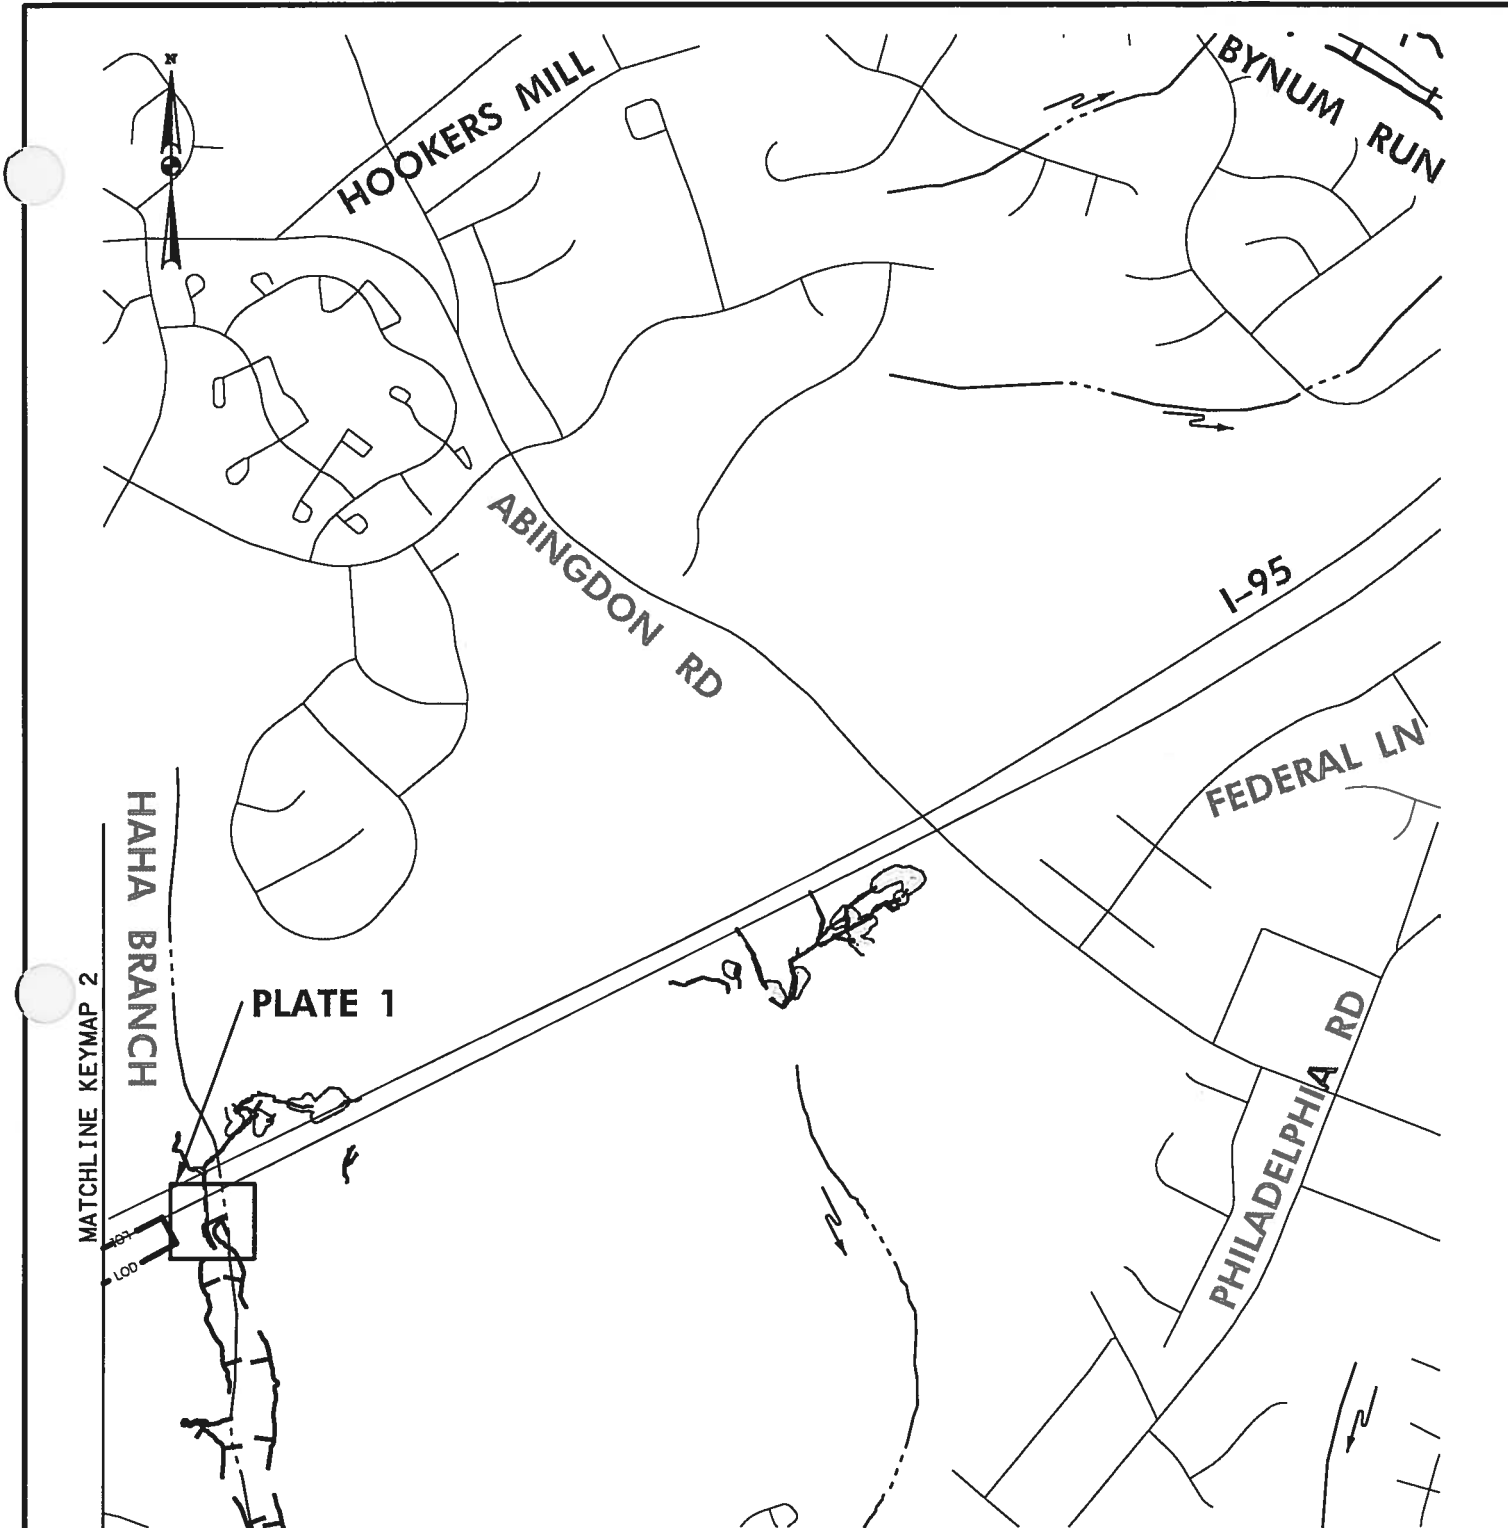 N
HOOKERS MILL
BYNUM RUN
ABINGDON RD
I-95
FEDERAL LN
HAHA BRANCH
MATCHLINE KEYMAP 2
PLATE 1
PHILADELPHIA RD
LOD